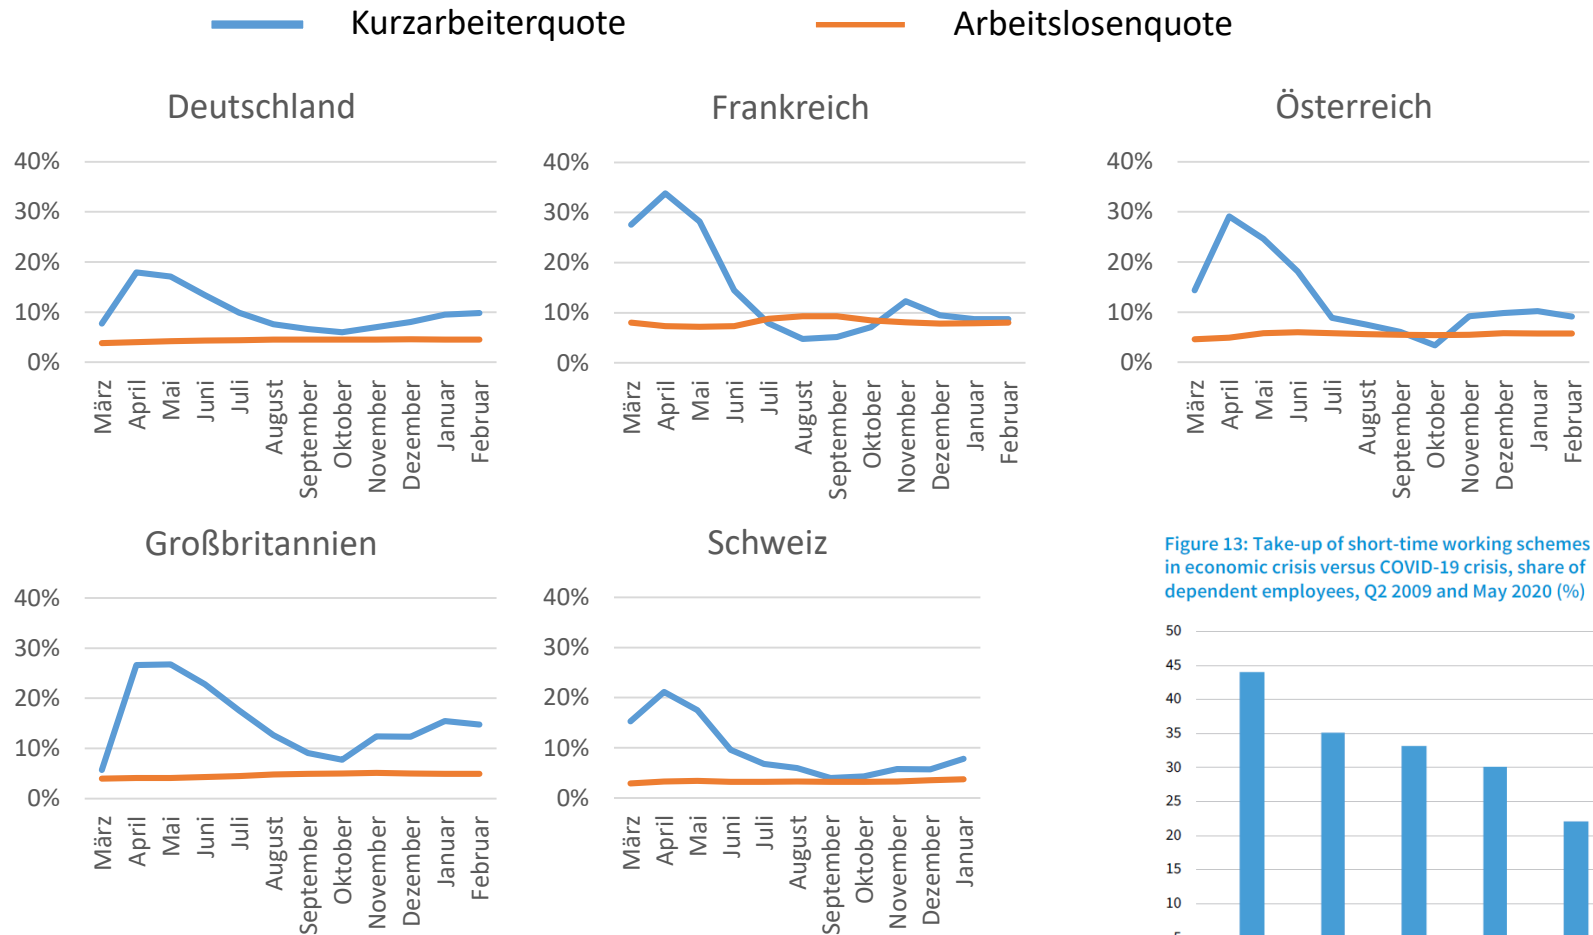 Kurzarbeiterquote
Arbeitslosenquote
Deutschland
40%
30%
20%
10%
0%
März
April
Mai
Juni
Juli
August
September
Oktober
November
Dezember
Januar
Februar
Frankreich
40%
30%
20%
10%
0%
März
April
Mai
Juni
Juli
August
September
Oktober
November
Dezember
Januar
Februar
Österreich
40%
30%
20%
10%
0%
März
April
Mai
Juni
Juli
August
September
Oktober
November
Dezember
Januar
Februar
Großbritannien
40%
30%
20%
10%
0%
März
April
Mai
Juni
Juli
August
September
Oktober
November
Dezember
Januar
Februar
Schweiz
40%
30%
20%
10%
0%
März
April
Mai
Juni
Juli
August
September
Oktober
November
Dezember
Januar
Figure 13: Take-up of short-time working schemes
in economic crisis versus COVID-19 crisis, share of
dependent employees, Q2 2009 and May 2020 (%)
50
45
40
35
30
25
20
15
10